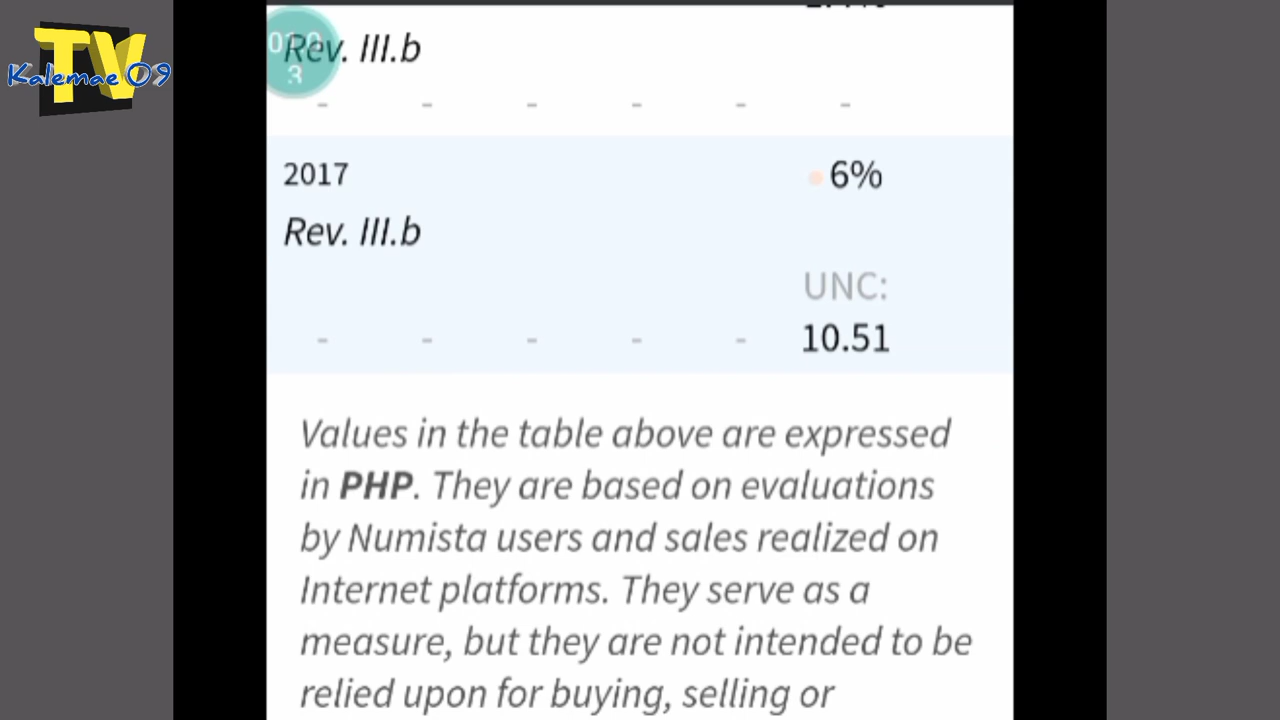 TV
Kalemae 09
Rev. III.b
- - - - - -
2017 6%
Rev. III.b
UNC:
- - - - - 10.51
Values in the table above are expressed
in PHP. They are based on evaluations
by Numista users and sales realized on
Internet platforms. They serve as a
measure, but they are not intended to be
relied upon for buying, selling or